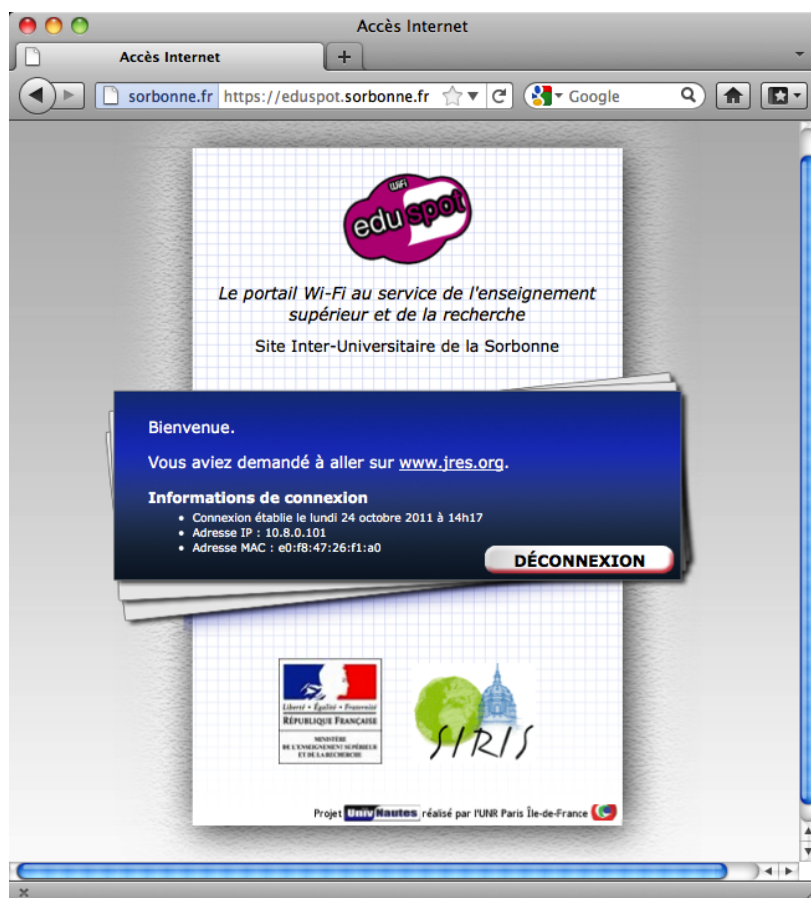 Accès Internet
Accès Internet
sorbonne.fr https://eduspot.sorbonne.fr
Google
WiFi
edu spot
Le portail Wi-Fi au service de l'enseignement
supérieur et de la recherche
Site Inter-Universitaire de la Sorbonne
Bienvenue.
Vous aviez demandé à aller sur www.jres.org.
Informations de connexion
Connexion établie le lundi 24 octobre 2011 à 14h17
Adresse IP : 10.8.0.101
Adresse MAC : e0:f8:47:26:f1:a0
DÉCONNEXION
Liberté • Égalité • Fraternité
RÉPUBLIQUE FRANÇAISE
MINISTÈRE
DE L'ENSEIGNEMENT SUPÉRIEUR
ET DE LA RECHERCHE
SIRIS
Projet UnivNautes réalisé par l'UNR Paris Île-de-France